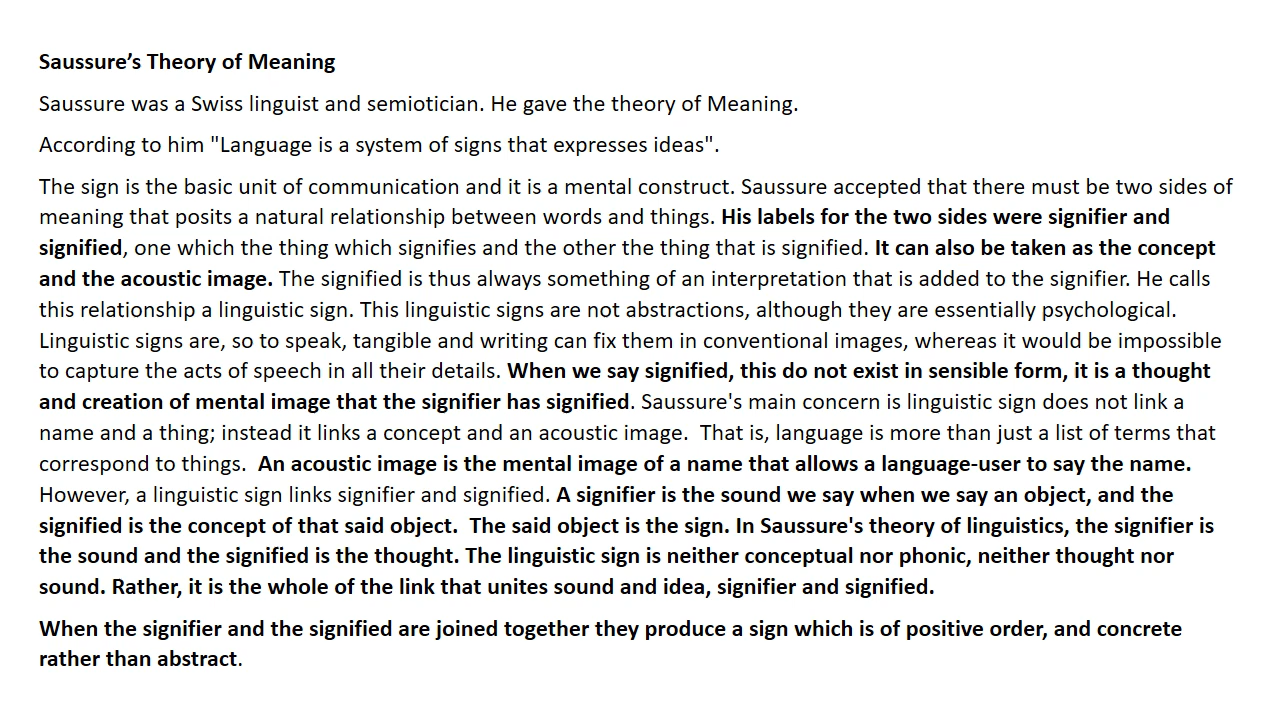 Saussure’s Theory of Meaning
Saussure was a Swiss linguist and semiotician. He gave the theory of Meaning.
According to him "Language is a system of signs that expresses ideas".
The sign is the basic unit of communication and it is a mental construct. Saussure accepted that there must be two sides of
meaning that posits a natural relationship between words and things. His labels for the two sides were signifier and
signified, one which the thing which signifies and the other the thing that is signified. It can also be taken as the concept
and the acoustic image. The signified is thus always something of an interpretation that is added to the signifier. He calls
this relationship a linguistic sign. This linguistic signs are not abstractions, although they are essentially psychological.
Linguistic signs are, so to speak, tangible and writing can fix them in conventional images, whereas it would be impossible
to capture the acts of speech in all their details. When we say signified, this do not exist in sensible form, it is a thought
and creation of mental image that the signifier has signified. Saussure's main concern is linguistic sign does not link a
name and a thing; instead it links a concept and an acoustic image.  That is, language is more than just a list of terms that
correspond to things.  An acoustic image is the mental image of a name that allows a language-user to say the name.
However, a linguistic sign links signifier and signified. A signifier is the sound we say when we say an object, and the
signified is the concept of that said object.  The said object is the sign. In Saussure's theory of linguistics, the signifier is
the sound and the signified is the thought. The linguistic sign is neither conceptual nor phonic, neither thought nor
sound. Rather, it is the whole of the link that unites sound and idea, signifier and signified.
When the signifier and the signified are joined together they produce a sign which is of positive order, and concrete
rather than abstract.